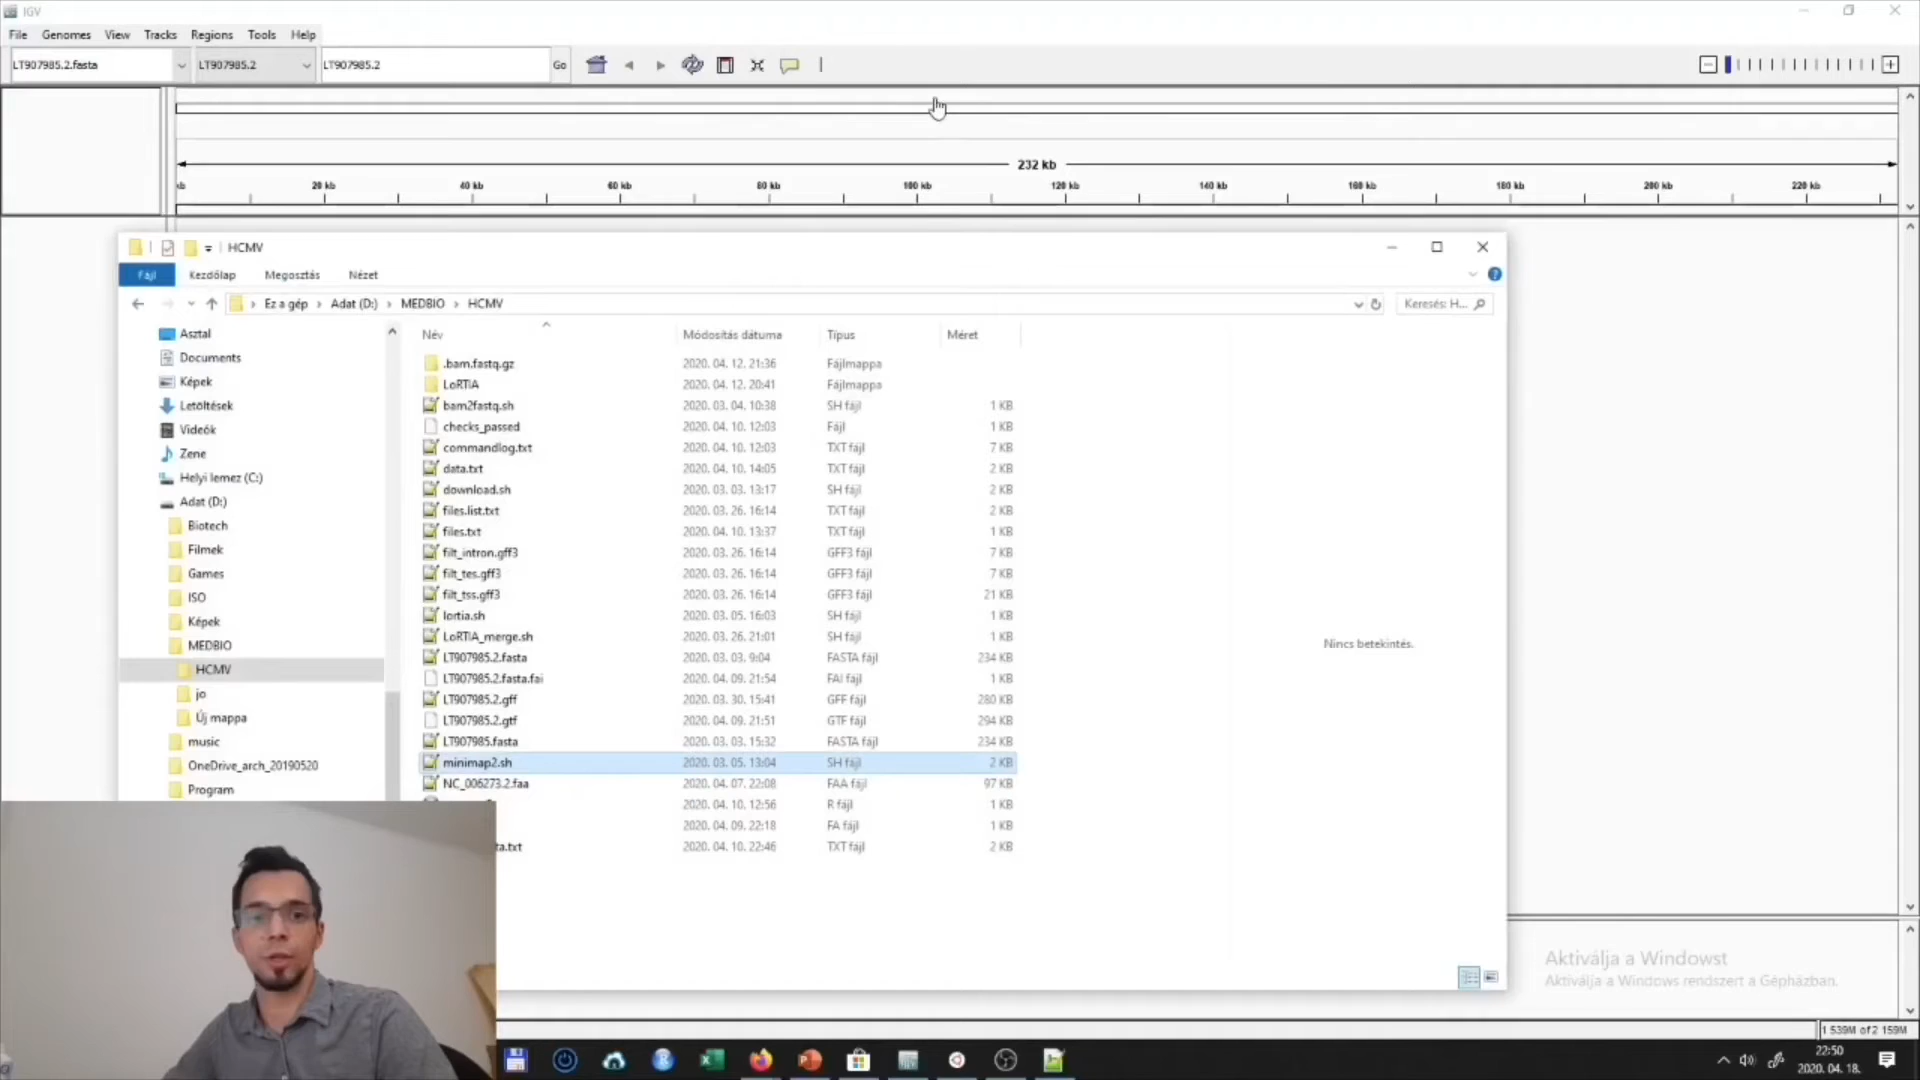 IGV
File Genomes View Tracks Regions Tools Help
LT907985.2.fasta LT907985.2 LT907985.2 Go
232 kb
kb 20 kb 40 kb 60 kb 80 kb 100 kb 120 kb 140 kb 160 kb 180 kb 200 kb 220 kb
HCMV
Fájl Kezdőlap Megosztás Nézet
Ez a gép Adat (D:) MEDBIO HCMV Keresés: H...
Asztal
Documents
Képek
Letöltések
Videók
Zene
Helyi lemez (C:)
Adat (D:)
Biotech
Filmek
Games
ISO
Képek
MEDBIO
HCMV
jo
Új mappa
music
OneDrive_arch_20190520
Program
Név Módosítás dátuma Típus Méret
.bam.fastq.gz 2020. 04. 12. 21:36 Fájlmappa
LoRTIA 2020. 04. 12. 20:41 Fájlmappa
bam2fastq.sh 2020. 03. 04. 10:38 SH fájl 1 KB
checks_passed 2020. 04. 10. 12:03 Fájl 1 KB
commandlog.txt 2020. 04. 10. 12:03 TXT fájl 7 KB
data.txt 2020. 04. 10. 14:05 TXT fájl 2 KB
download.sh 2020. 03. 03. 13:17 SH fájl 2 KB
files.list.txt 2020. 03. 26. 16:14 TXT fájl 2 KB
files.txt 2020. 04. 10. 13:37 TXT fájl 1 KB
filt_intron.gff3 2020. 03. 26. 16:14 GFF3 fájl 7 KB
filt_tes.gff3 2020. 03. 26. 16:14 GFF3 fájl 7 KB
filt_tss.gff3 2020. 03. 26. 16:14 GFF3 fájl 21 KB
lortia.sh 2020. 03. 05. 16:03 SH fájl 1 KB
LoRTIA_merge.sh 2020. 03. 26. 21:01 SH fájl 1 KB
LT907985.2.fasta 2020. 03. 03. 9:04 FASTA fájl 234 KB
LT907985.2.fasta.fai 2020. 04. 09. 21:54 FAI fájl 1 KB
LT907985.2.gff 2020. 03. 30. 15:41 GFF fájl 280 KB
LT907985.2.gtf 2020. 04. 09. 21:51 GTF fájl 294 KB
LT907985.fasta 2020. 03. 03. 15:32 FASTA fájl 234 KB
minimap2.sh 2020. 03. 05. 13:04 SH fájl 2 KB
NC_006273.2.faa 2020. 04. 07. 22:08 FAA fájl 97 KB
2020. 04. 10. 12:56 R fájl 1 KB
2020. 04. 09. 22:18 FA fájl 1 KB
ta.txt 2020. 04. 10. 22:46 TXT fájl 2 KB
Nincs betekintés.
Aktiválja a Windowst
Aktiválja a Windows rendszert a Gépházban.
1 539M of 2 159M
22:50
2020. 04. 18.